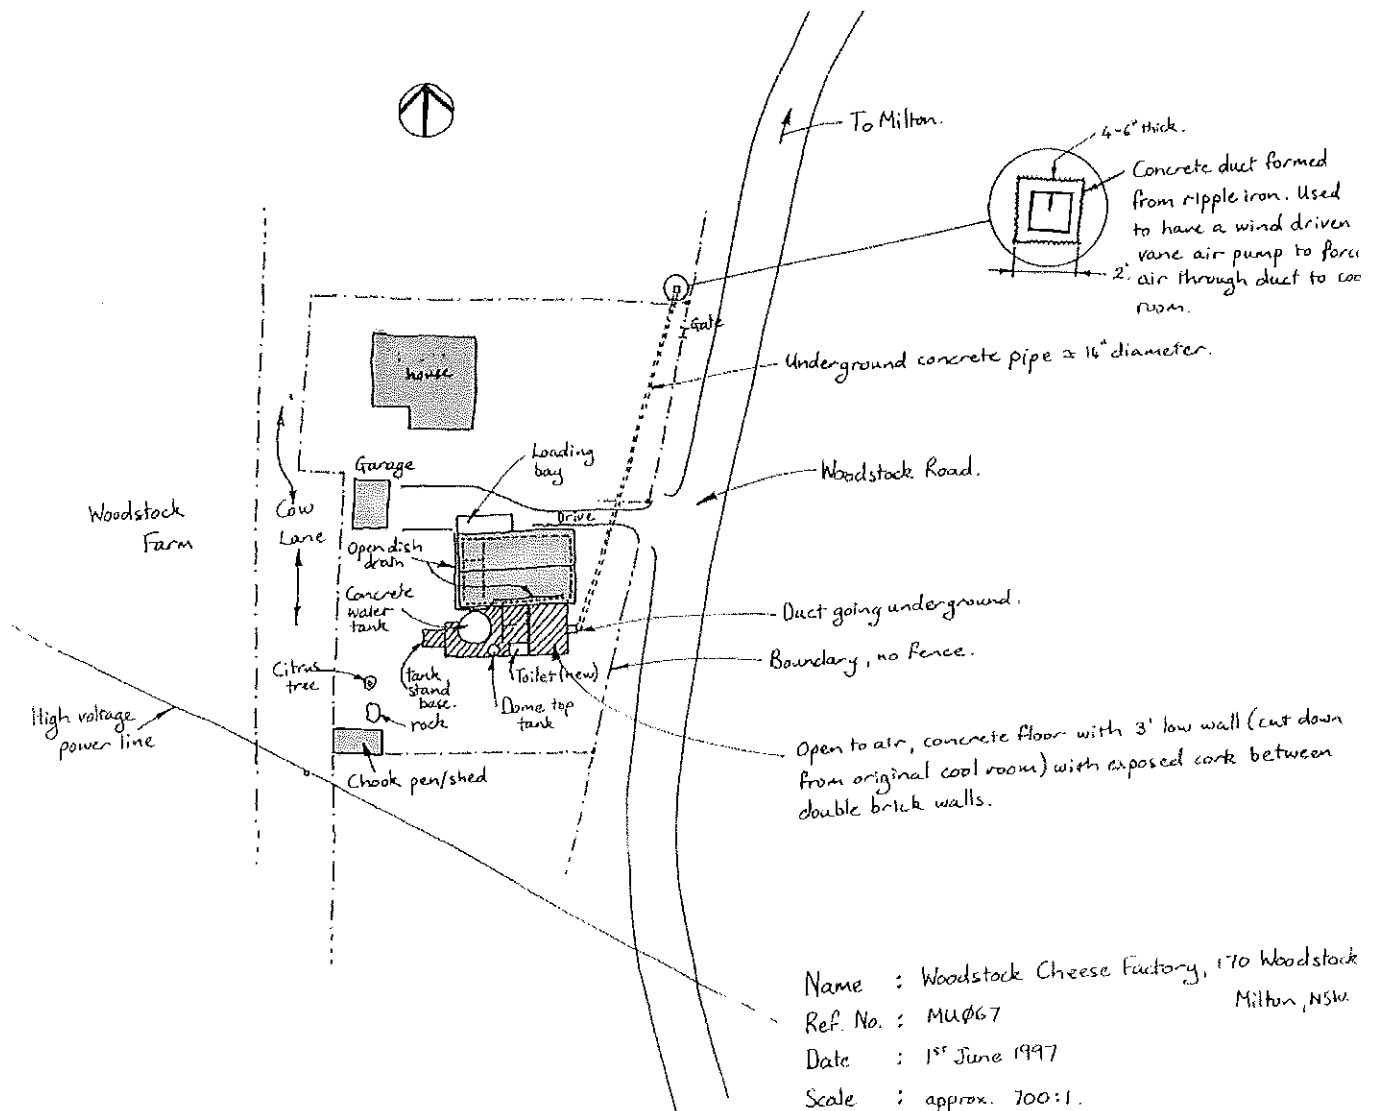 To Milton.
4-6" thick.
Concrete duct formed
from ripple iron. Used
to have a wind driven
vane air pump to
2'
air through duct to
room.
Gate
Underground concrete pipe ≈ diameter.
house
Loading
bay
Garage
Woodstock Road.
Woodstock
Farm
Cow
Lane
Drive
Open dish
drain
Concrete
water
tank
Duct going underground.
Boundary, no fence.
Citrus
tree
tank
stand
base.
rock
Toilet (new)
Dome top
tank
High voltage
power line
Chook pen/shed
Open to air, concrete floor with 3' low wall (cut down
from original cool room) with exposed cork between
double brick walls.
Name : Woodstock Cheese Factory, 170 Woodstock
Milton, NSW.
Ref. No. : MUØ67
Date : 1st June 1997
Scale : approx. 700:1.